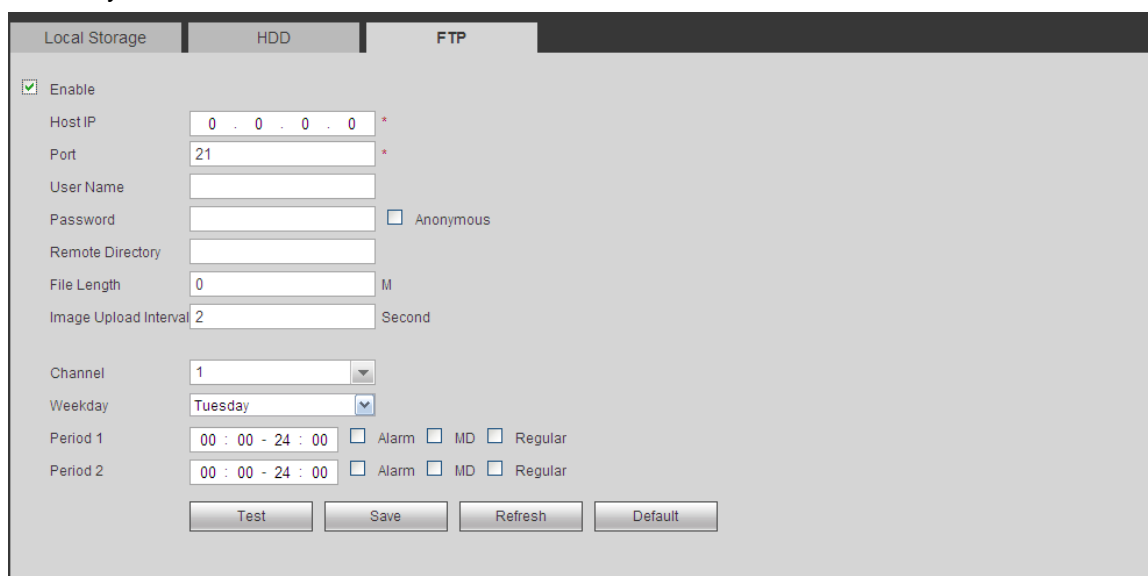 Local Storage HDD FTP
Enable
Host IP 0 . 0 . 0 . 0 *
Port 21 *
User Name
Password Anonymous
Remote Directory
File Length 0 M
Image Upload Interval 2 Second
Channel 1
Weekday Tuesday
Period 1 00 : 00 - 24 : 00 Alarm MD Regular
Period 2 00 : 00 - 24 : 00 Alarm MD Regular
Test Save Refresh Default